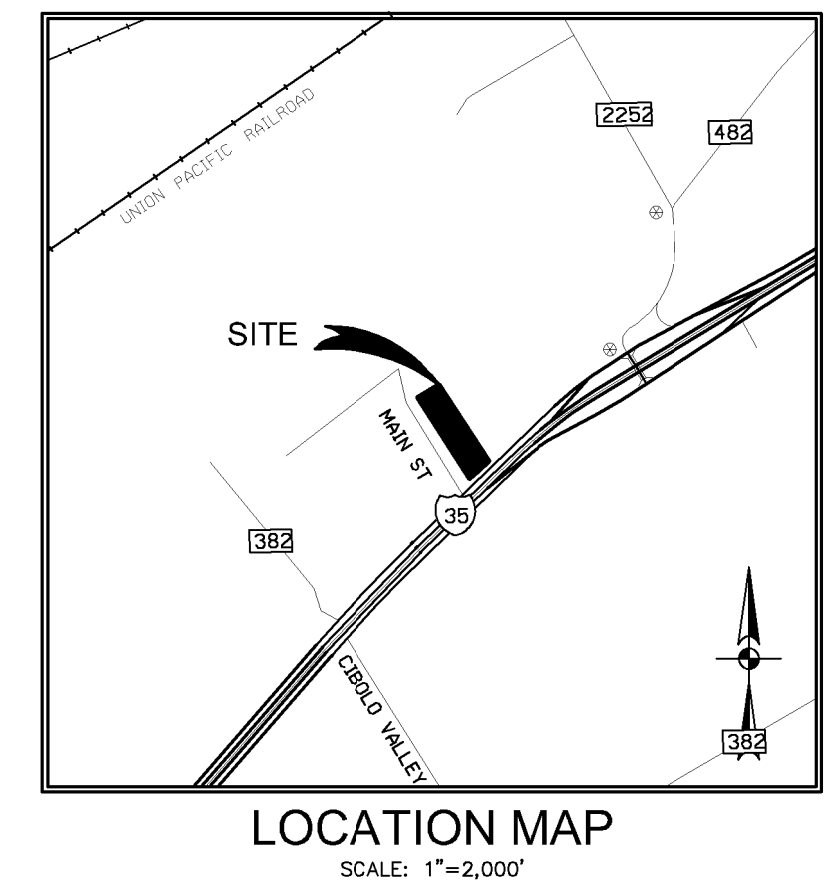 2252
482
UNION PACIFIC RAILROAD
SITE
MAIN ST
35
382
CIBOLO VALLEY
382
LOCATION MAP
SCALE: 1"=2,000'